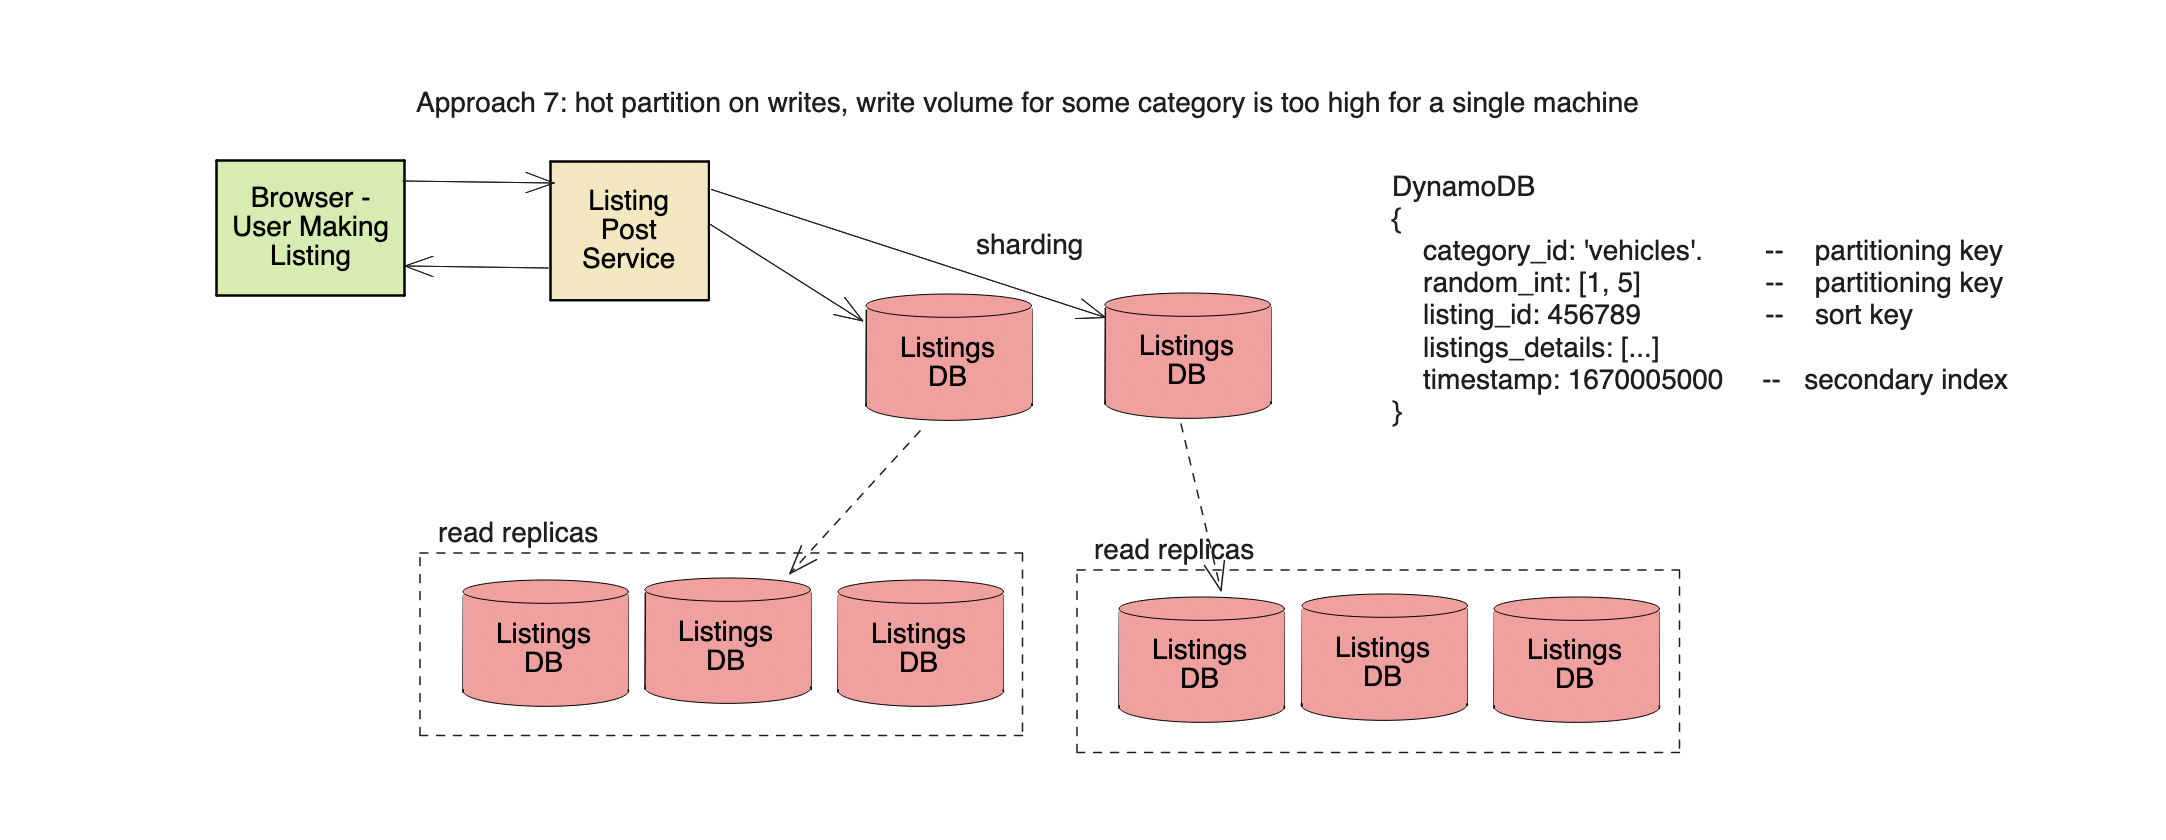 Approach 7: hot partition on writes, write volume for some category is too high for a single machine
Browser -
User Making
Listing
Listing
Post
Service
sharding
Listings
DB
Listings
DB
DynamoDB
{
category_id: 'vehicles'. -- partitioning key
random_int: [1, 5] -- partitioning key
listing_id: 456789 -- sort key
listings_details: [...]
timestamp: 1670005000 -- secondary index
}
read replicas
Listings
DB
Listings
DB
Listings
DB
read replicas
Listings
DB
Listings
DB
Listings
DB